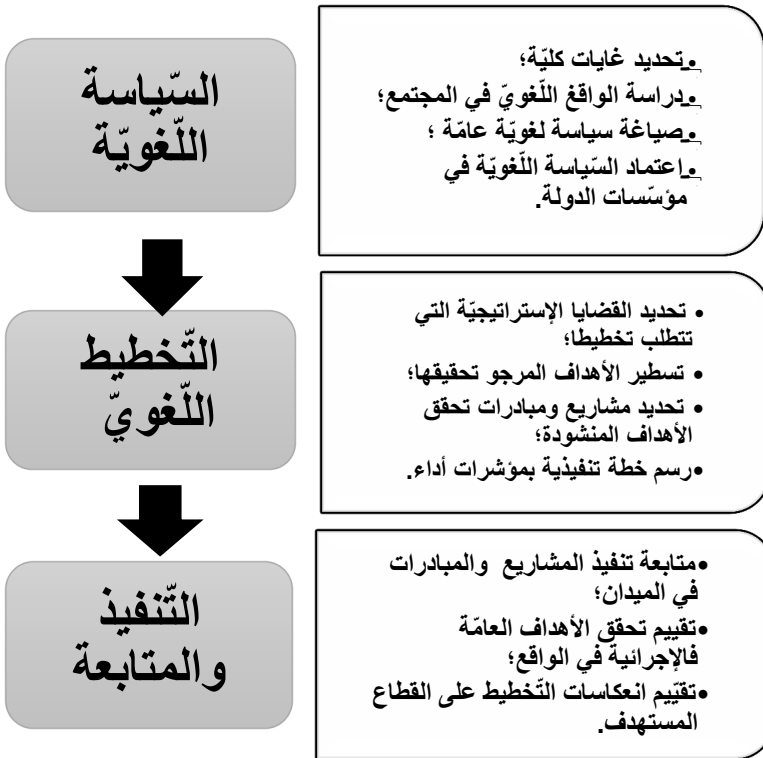 السّياسة
اللّغويّة
•تحديد غايات كليّة؛
•دراسة الواقغ اللّغويّ في المجتمع؛
•صياغة سياسة لغويّة عامّة ؛
•اعتماد السّياسة اللّغويّة في
مؤسّسات الدولة.
التّخطيط
اللّغويّ
• تحديد القضايا الإستراتيجيّة التي
تتطلب تخطيطا؛
• تسطير الأهداف المرجو تحقيقها؛
• تحديد مشاريع ومبادرات تحقق
الأهداف المنشودة؛
•رسم خطة تنفيذية بمؤشرات أداء.
التّنفيذ
والمتابعة
•متابعة تنفيذ المشاريع والمبادرات
في الميدان؛
•تقييم تحقق الأهداف العامّة
فالإجرائية في الواقع؛
•تقيّيم انعكاسات التّخطيط على القطاع
المستهدف.